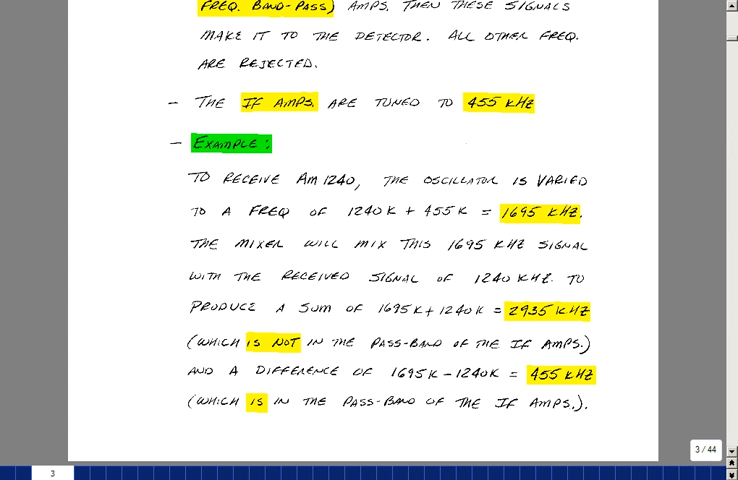 FREQ. BAND-PASS) AMPS. THEN THESE SIGNALS
MAKE IT TO THE DETECTOR. ALL OTHER FREQ.
ARE REJECTED.
- THE IF AMPS. ARE TUNED TO 455 KHZ
- EXAMPLE:
TO RECEIVE AM 1240, THE OSCILLATOR IS VARIED
TO A FREQ OF 1240K + 455K = 1695 KHZ.
THE MIXER WILL MIX THIS 1695 KHZ SIGNAL
WITH THE RECEIVED SIGNAL OF 1240 KHZ. TO
PRODUCE A SUM OF 1695K + 1240K = 2935 KHZ
(WHICH IS NOT IN THE PASS-BAND OF THE IF AMPS.)
AND A DIFFERENCE OF 1695K - 1240K = 455 KHZ
(WHICH IS IN THE PASS-BAND OF THE IF AMPS.).
3 / 44
3